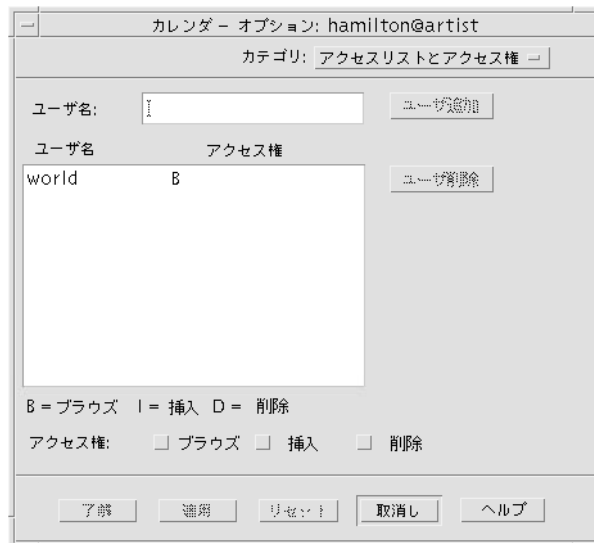 カレンダー オプション: hamilton@artist
カテゴリ: アクセスリストとアクセス権
ユーザ名:
ユーザ追加
ユーザ名 アクセス権
world B
ユーザ削除
B = ブラウズ I = 挿入 D = 削除
アクセス権: ブラウズ 挿入 削除
了解 適用 リセット 取消し ヘルプ